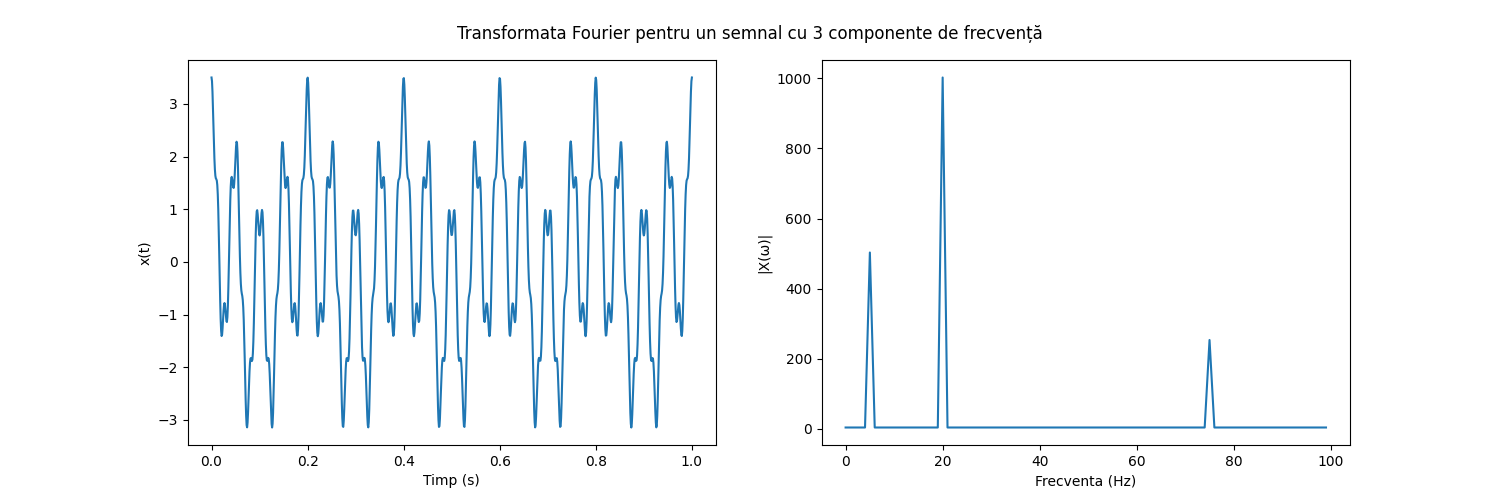 Transformata Fourier pentru un semnal cu 3 componente de frecvență
x(t)
3
2
1
0
−1
−2
−3
0.0 0.2 0.4 0.6 0.8 1.0
Timp (s)
|X(ω)|
1000
800
600
400
200
0
0 20 40 60 80 100
Frecventa (Hz)